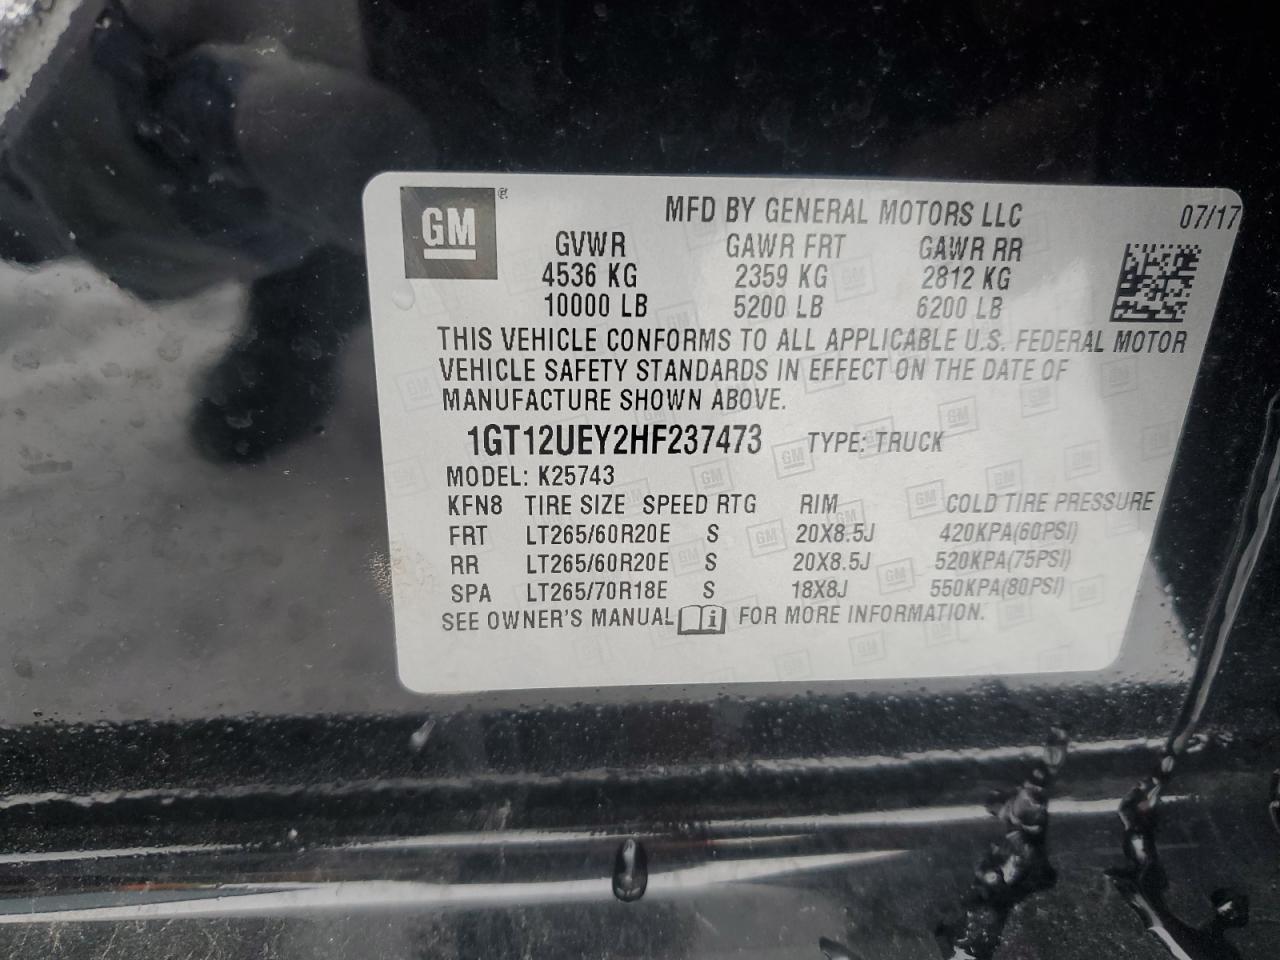 GM ® MFD BY GENERAL MOTORS LLC 07/17
GVWR GAWR FRT GAWR RR
4536 KG 2359 KG 2812 KG
10000 LB 5200 LB 6200 LB
THIS VEHICLE CONFORMS TO ALL APPLICABLE U.S. FEDERAL MOTOR
VEHICLE SAFETY STANDARDS IN EFFECT ON THE DATE OF
MANUFACTURE SHOWN ABOVE.
1GT12UEY2HF237473 TYPE: TRUCK
MODEL: K25743
KFN8 TIRE SIZE SPEED RTG RIM COLD TIRE PRESSURE
FRT LT265/60R20E S 20X8.5J 420KPA(60PSI)
RR LT265/60R20E S 20X8.5J 520KPA(75PSI)
SPA LT265/70R18E S 18X8J 550KPA(80PSI)
SEE OWNER'S MANUAL i FOR MORE INFORMATION.